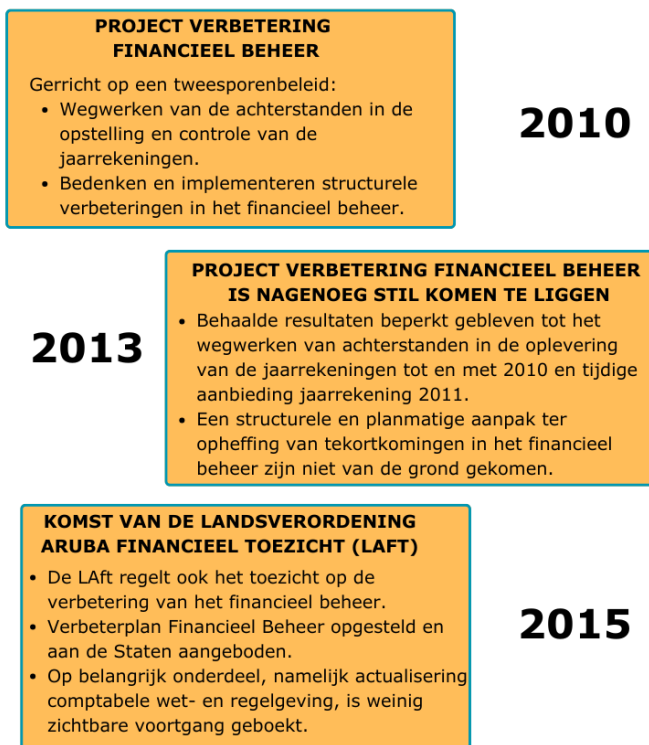 PROJECT VERBETERING
FINANCIEEL BEHEER
Gerricht op een tweesporenbeleid:
• Wegwerken van de achterstanden in de
opstelling en controle van de
jaarrekeningen.
• Bedenken en implementeren structurele
verbeteringen in het financieel beheer.
2010
PROJECT VERBETERING FINANCIEEL BEHEER
IS NAGENOEG STIL KOMEN TE LIGGEN
• Behaalde resultaten beperkt gebleven tot het
wegwerken van achterstanden in de oplevering
van de jaarrekeningen tot en met 2010 en tijdige
aanbieding jaarrekening 2011.
• Een structurele en planmatige aanpak ter
opheffing van tekortkomingen in het financieel
beheer zijn niet van de grond gekomen.
2013
KOMST VAN DE LANDSVERORDENING
ARUBA FINANCIEEL TOEZICHT (LAFT)
• De LAft regelt ook het toezicht op de
verbetering van het financieel beheer.
• Verbeterplan Financieel Beheer opgesteld en
aan de Staten aangeboden.
• Op belangrijk onderdeel, namelijk actualisering
comptabele wet- en regelgeving, is weinig
zichtbare voortgang geboekt.
2015